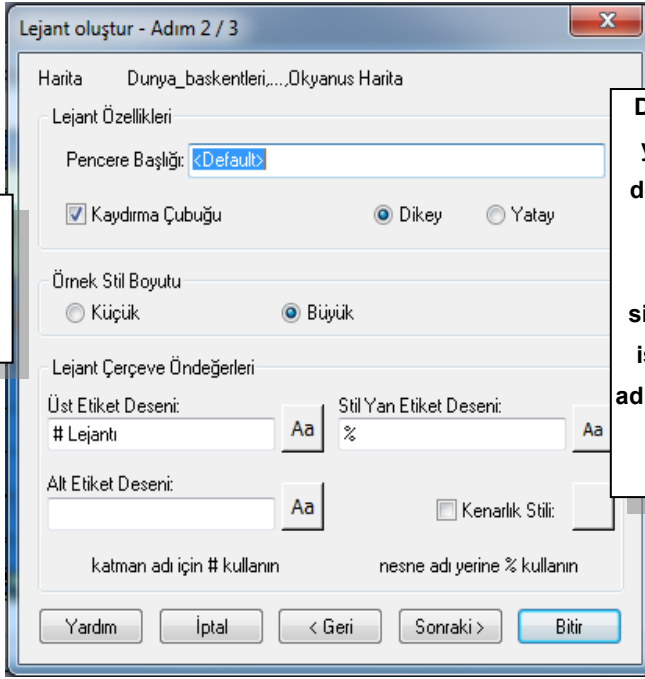 Lejant oluştur - Adım 2 / 3
Harita Dunya_baskentleri,...,Okyanus Harita
Lejant Özellikleri
Pencere Başlığı: <Default>
Kaydırma Çubuğu Dikey Yatay
Örnek Stil Boyutu
Küçük Büyük
Lejant Çerçeve Öndeğerleri
Üst Etiket Deseni: Stil Yan Etiket Deseni:
# Lejantı Aa % Aa
Alt Etiket Deseni:
Aa Kenarlık Stili:
katman adı için # kullanın nesne adı yerine % kullanın
Yardım İptal < Geri Sonraki > Bitir